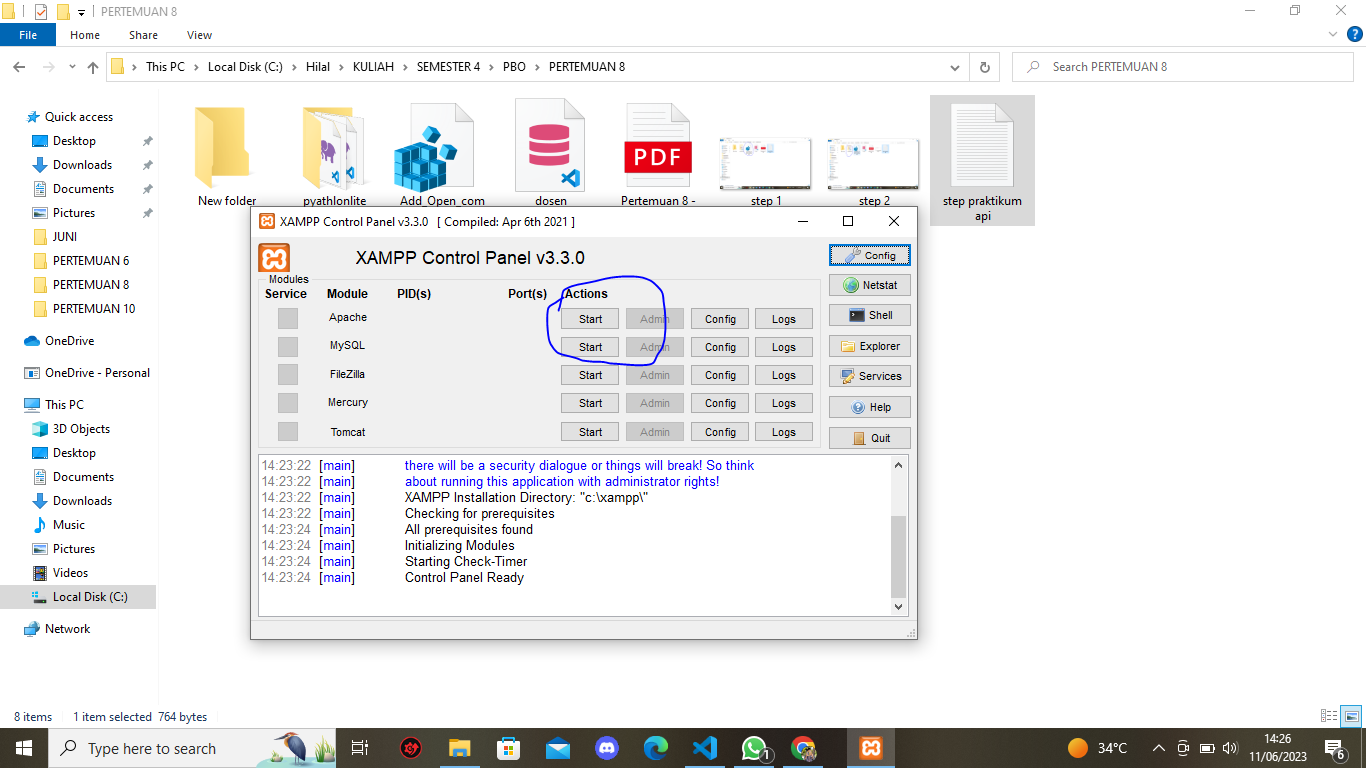 PERTEMUAN 8
File Home Share View
This PC Local Disk (C:) Hilal KULIAH SEMESTER 4 PBO PERTEMUAN 8
Search PERTEMUAN 8
Quick access
Desktop
Downloads
Documents
Pictures
JUNI
PERTEMUAN 6
PERTEMUAN 8
PERTEMUAN 10
OneDrive
OneDrive - Personal
This PC
3D Objects
Desktop
Documents
Downloads
Music
Pictures
Videos
Local Disk (C:)
Network
PDF
New folder
pyathlonlite
Add_Open_com
dosen
Pertemuan 8 -
step 1
step 2
step praktikum
api
XAMPP Control Panel v3.3.0 [ Compiled: Apr 6th 2021 ]
XAMPP Control Panel v3.3.0
Modules
Service Module PID(s) Port(s) Actions
Apache Start Admin Config Logs
MySQL Start Admin Config Logs
FileZilla Start Admin Config Logs
Mercury Start Admin Config Logs
Tomcat Start Admin Config Logs
Config
Netstat
Shell
Explorer
Services
Help
Quit
14:23:22 [main] there will be a security dialogue or things will break! So think
14:23:22 [main] about running this application with administrator rights!
14:23:22 [main] XAMPP Installation Directory: "c:\xampp\"
14:23:22 [main] Checking for prerequisites
14:23:24 [main] All prerequisites found
14:23:24 [main] Initializing Modules
14:23:24 [main] Starting Check-Timer
14:23:24 [main] Control Panel Ready
8 items 1 item selected 764 bytes
Type here to search
1
34°C
14:26
11/06/2023
6